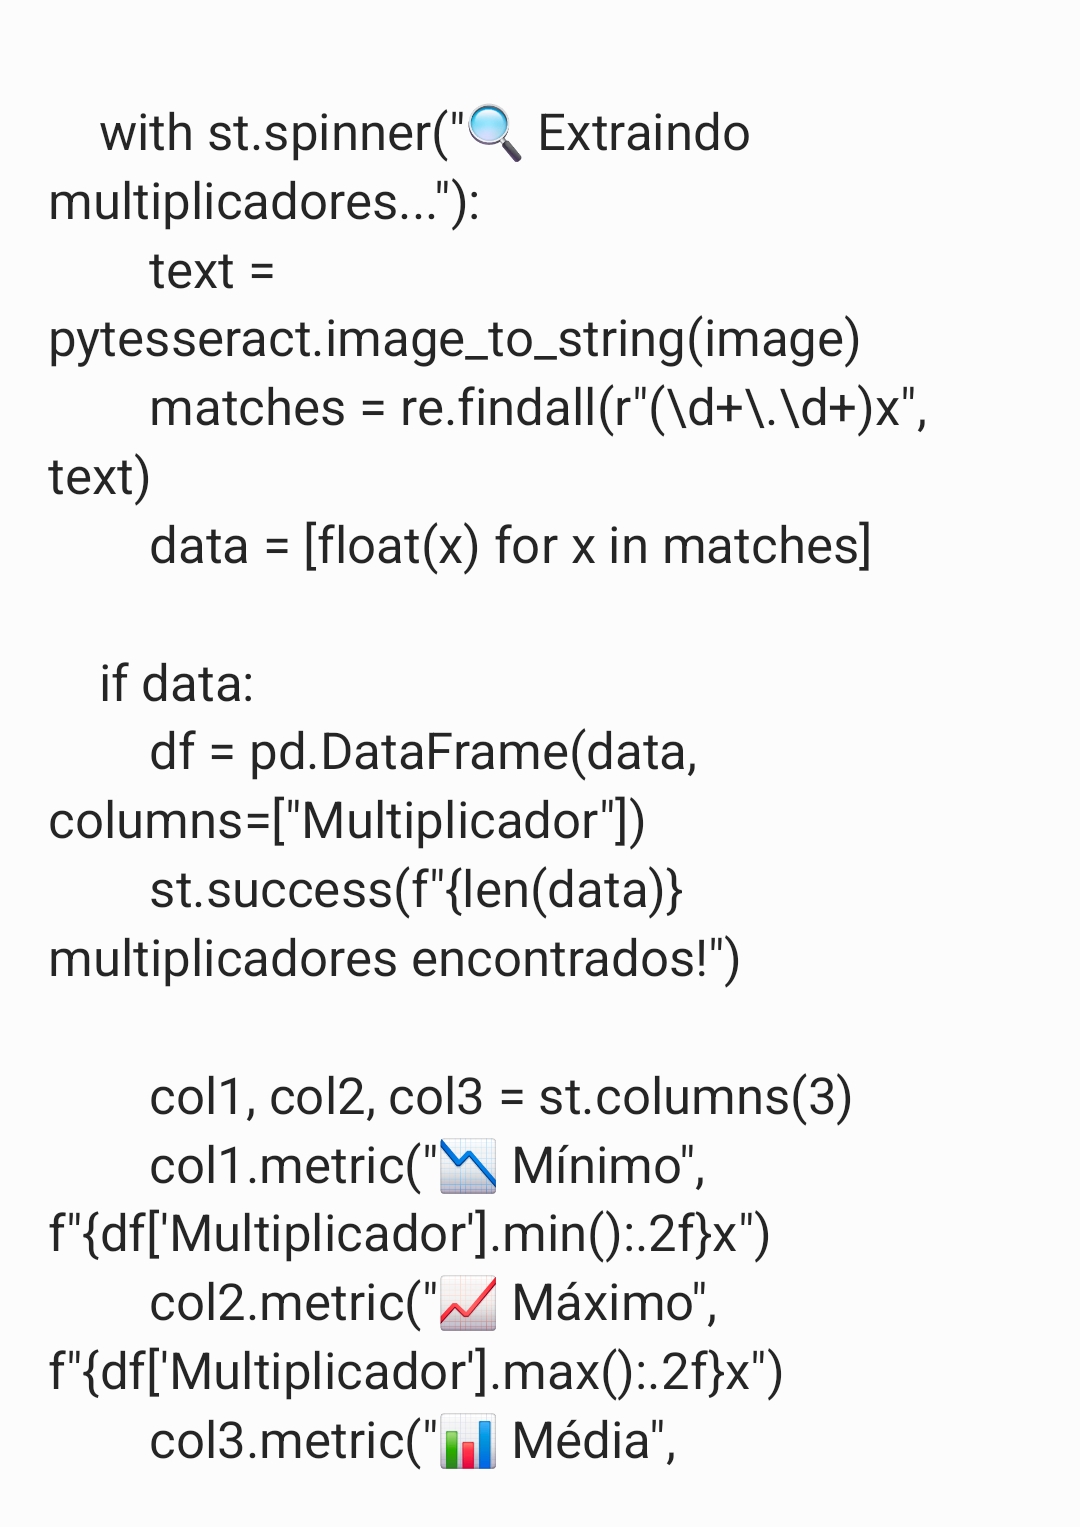 with st.spinner("🔍 Extraindo
multiplicadores..."):
text =
pytesseract.image_to_string(image)
matches = re.findall(r"(\d+\.\d+)x",
text)
data = [float(x) for x in matches]
if data:
df = pd.DataFrame(data,
columns=["Multiplicador"])
st.success(f"{len(data)}
multiplicadores encontrados!")
col1, col2, col3 = st.columns(3)
col1.metric("📉 Mínimo",
f"{df['Multiplicador'].min():.2f}x")
col2.metric("📈 Máximo",
f"{df['Multiplicador'].max():.2f}x")
col3.metric("📊 Média",